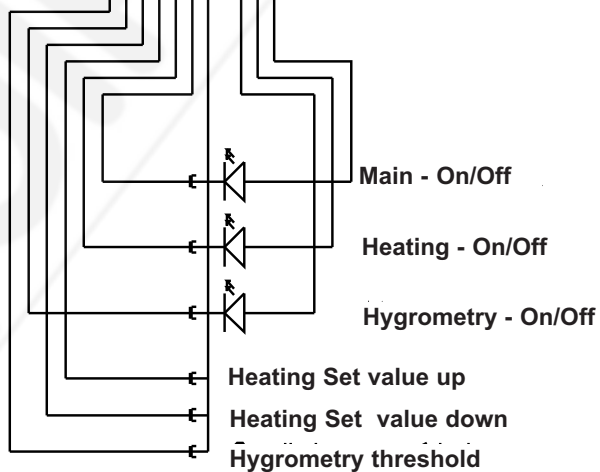 Main - On/Off
Heating - On/Off
Hygrometry - On/Off
Heating Set value up
Heating Set value down
Hygrometry threshold